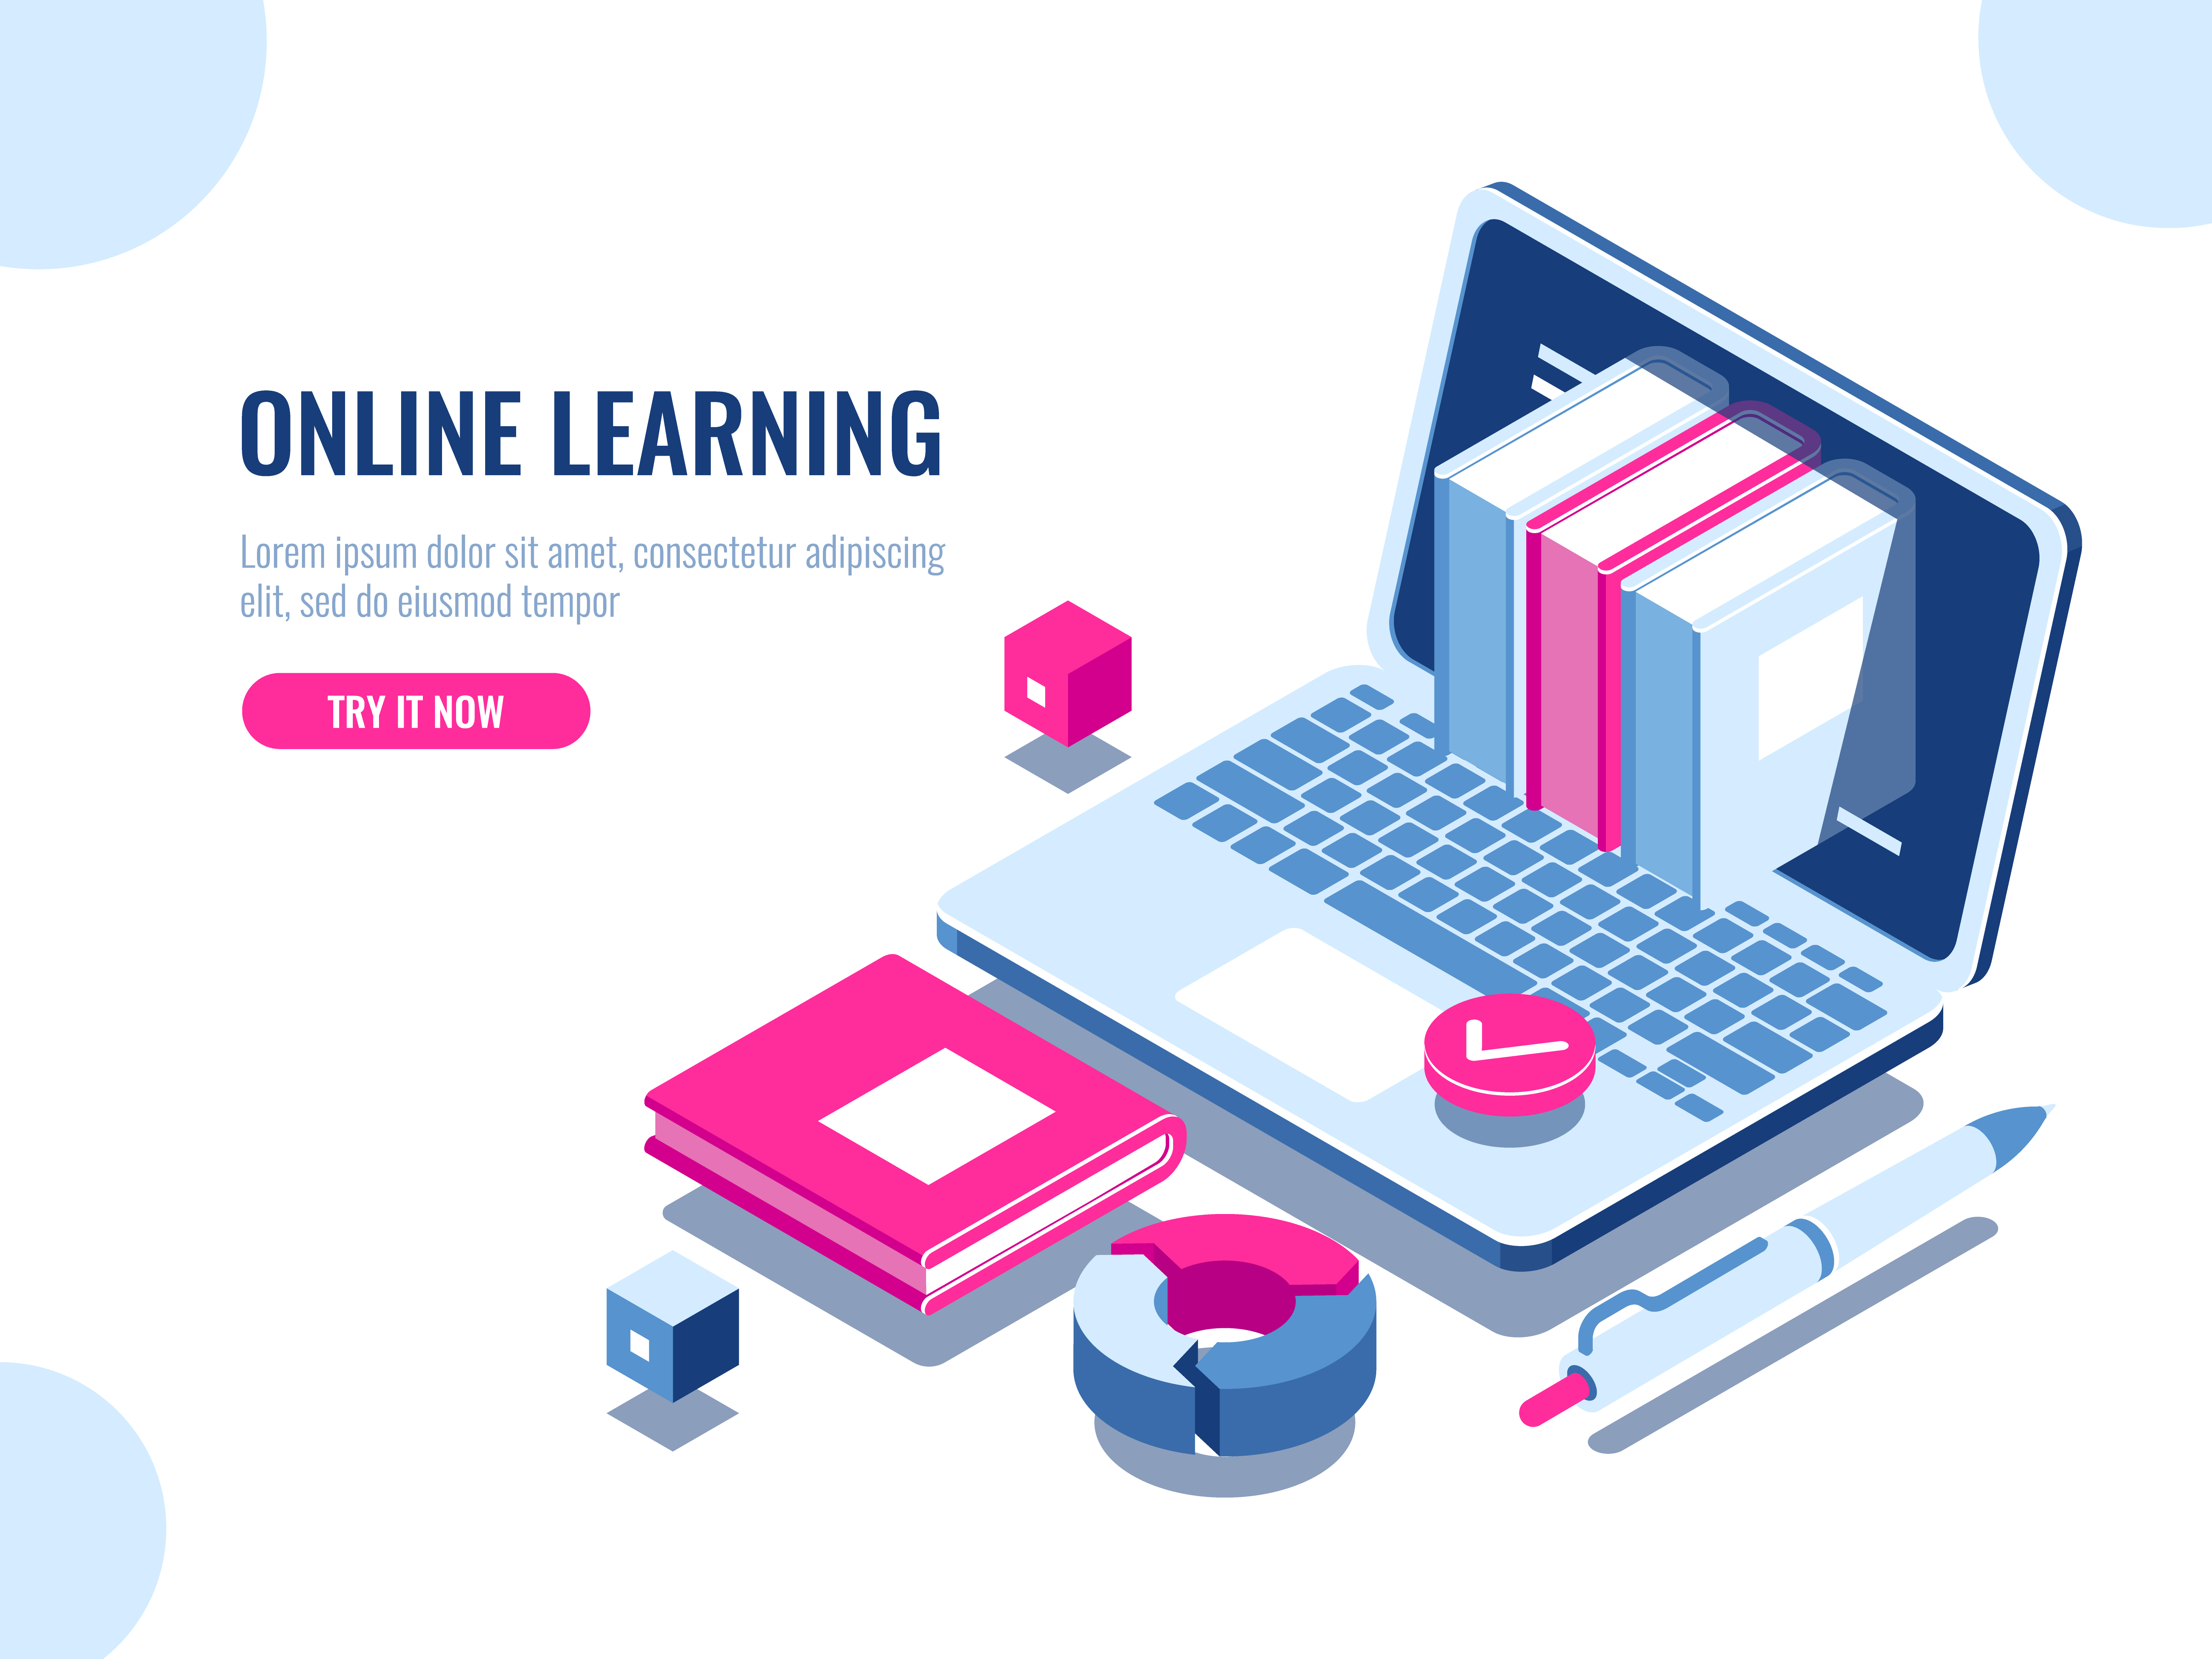 ONLINE LEARNING
Lorem ipsum dolor sit amet, consectetur adipiscing
elit, sed do eiusmod tempor
TRY IT NOW